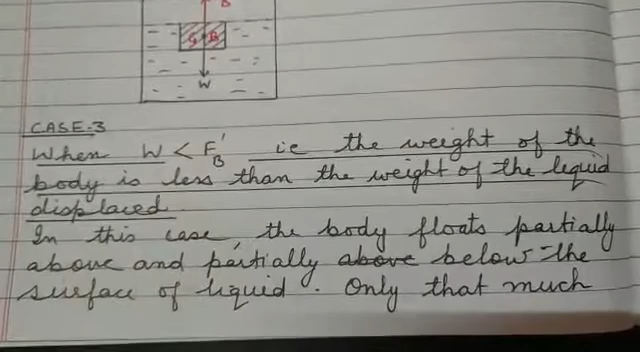 B
G B
W
CASE-3
When W < F'B ie the weight of the
body is less than the weight of the liquid
displaced
In this case, the body floats partially
above and partially above below the
surface of liquid. Only that much